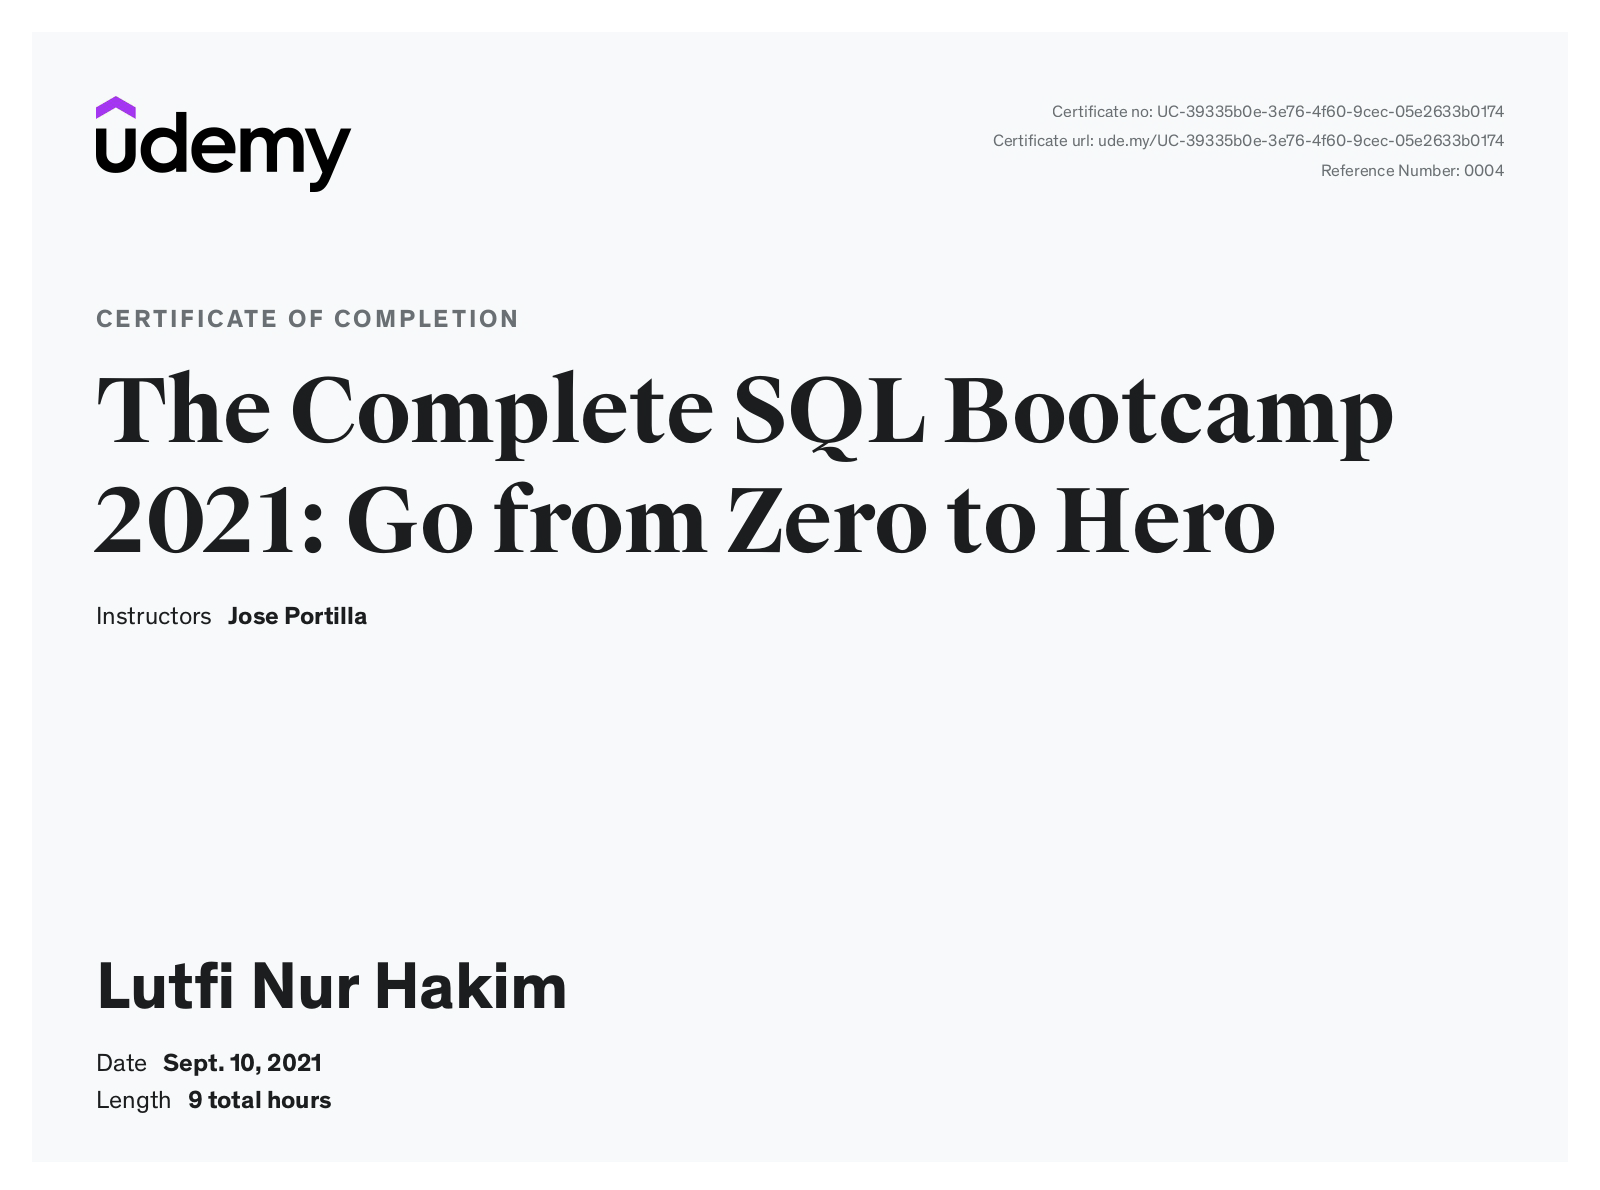 udemy
Certificate no: UC-39335b0e-3e76-4f60-9cec-05e2633b0174
Certificate url: ude.my/UC-39335b0e-3e76-4f60-9cec-05e2633b0174
Reference Number: 0004
CERTIFICATE OF COMPLETION
The Complete SQL Bootcamp
2021: Go from Zero to Hero
Instructors Jose Portilla
Lutfi Nur Hakim
Date Sept. 10, 2021
Length 9 total hours